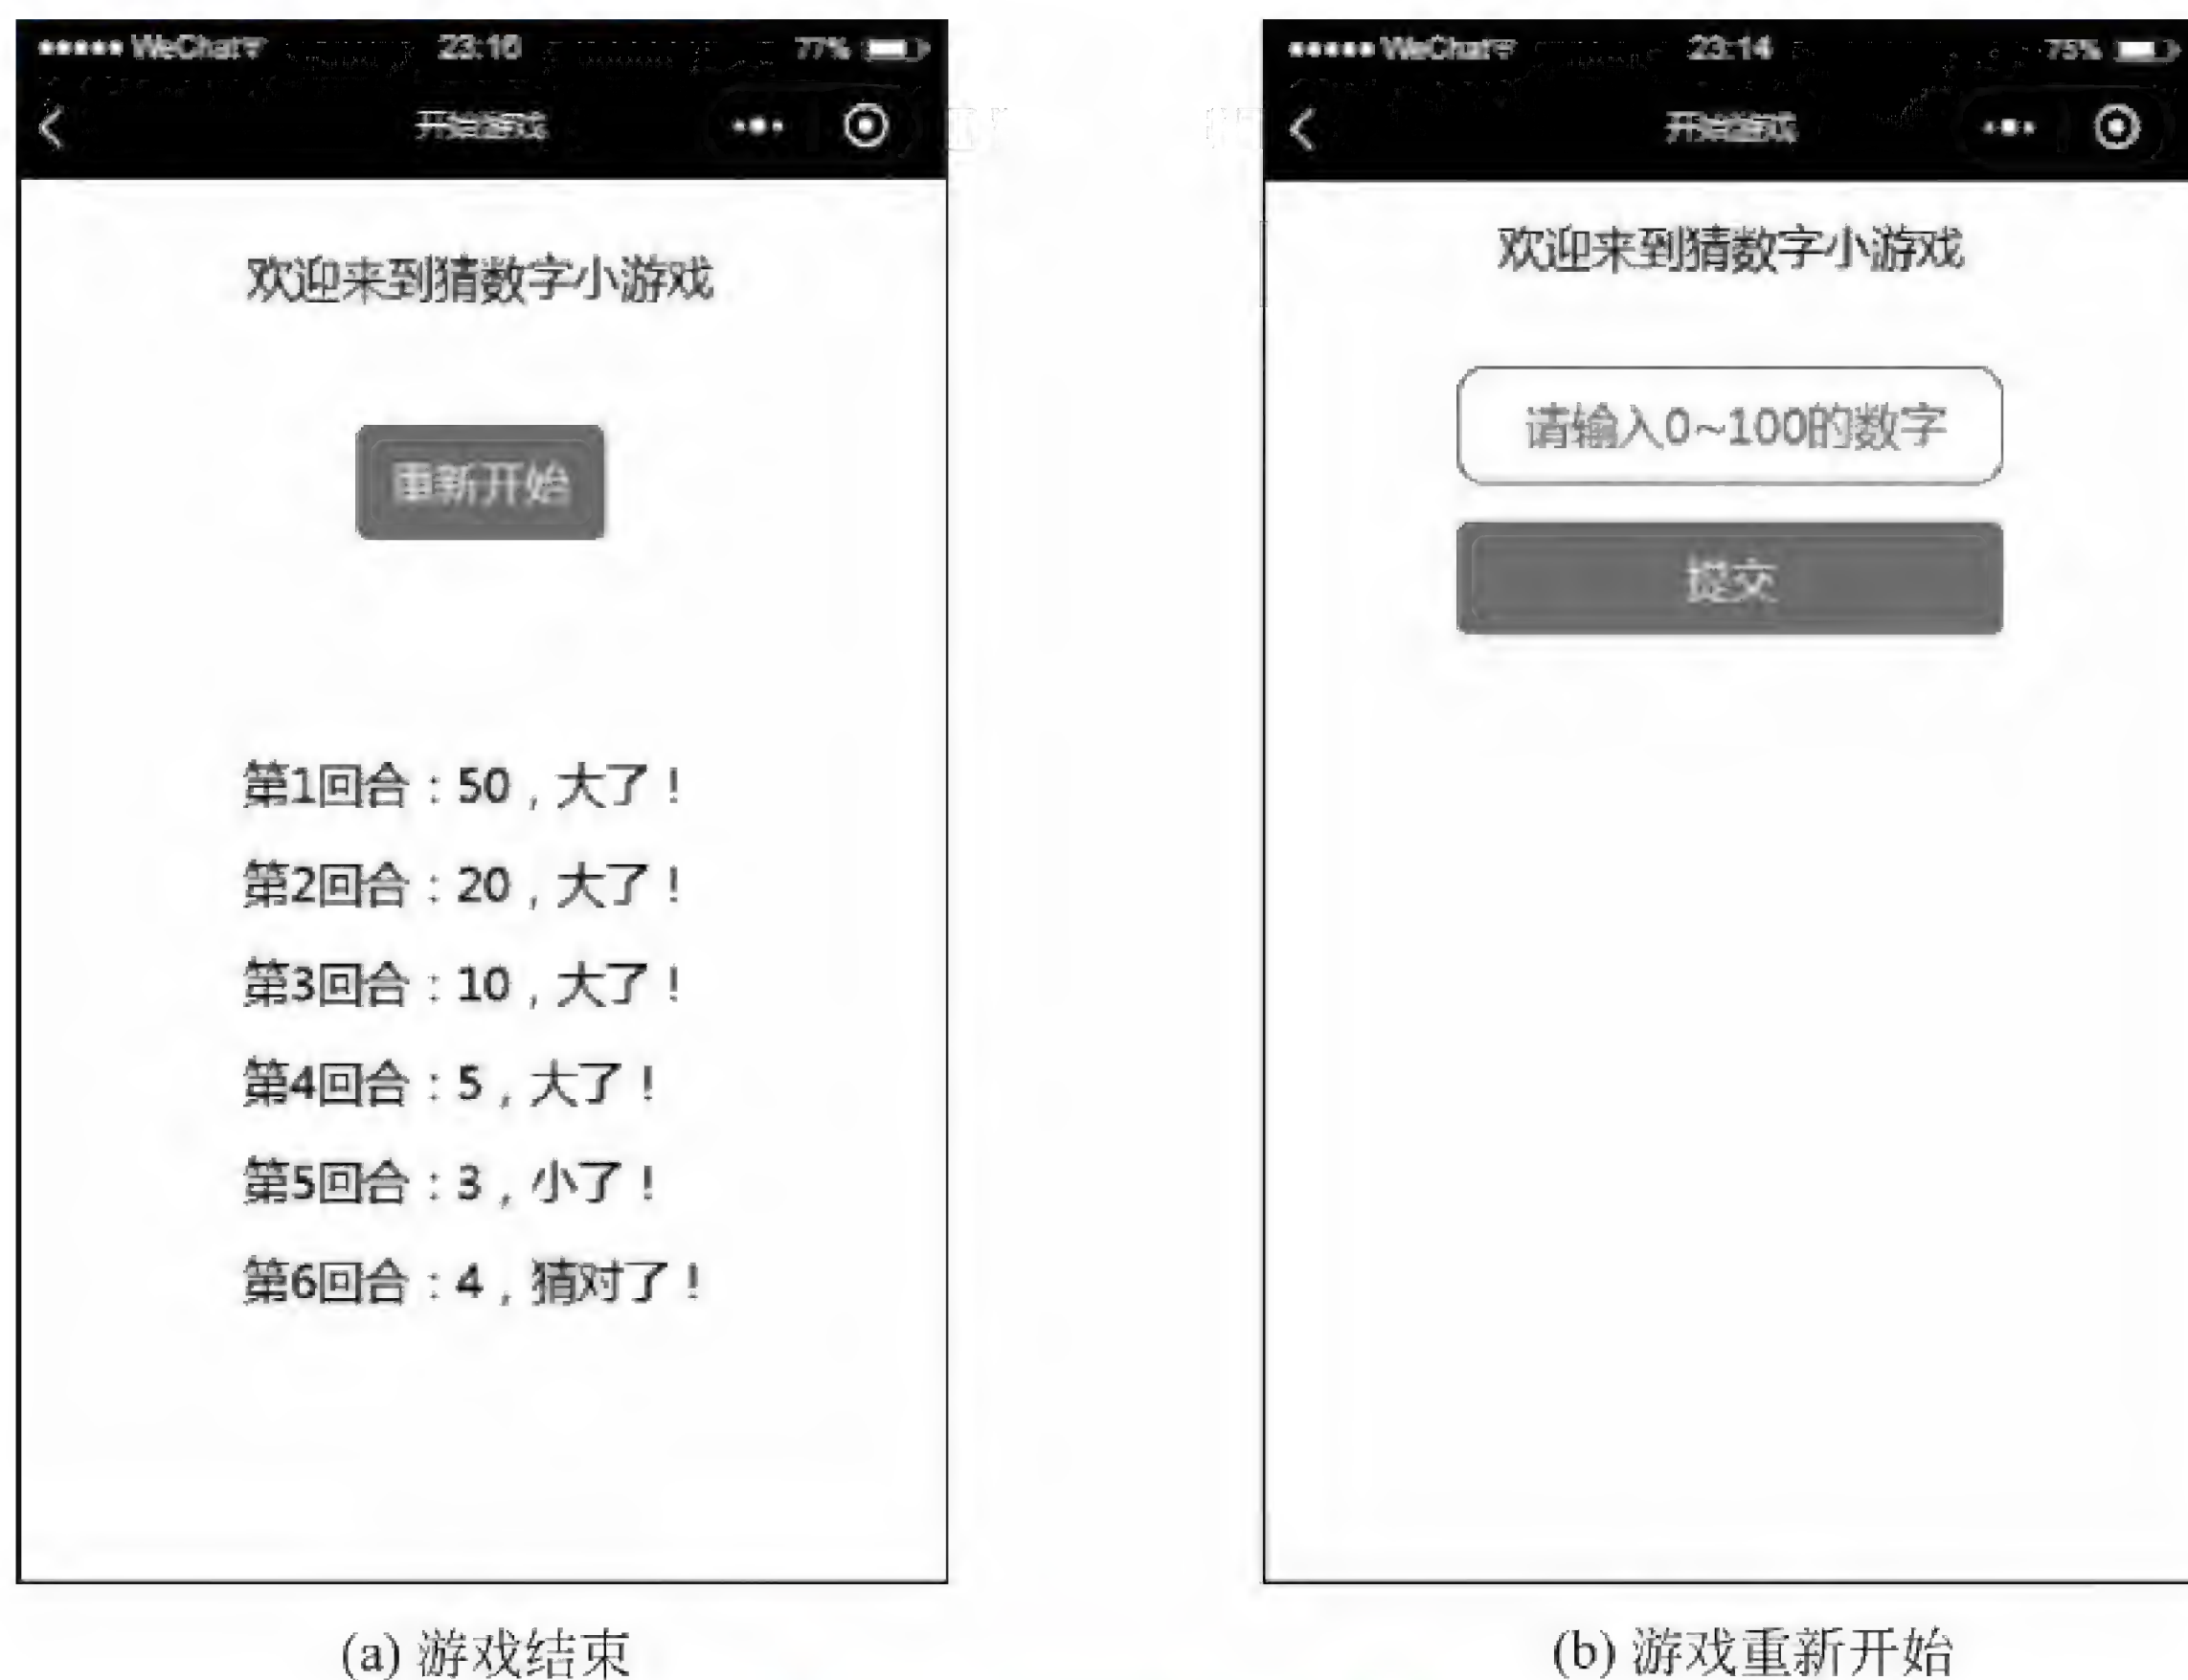 WeChat 23:16 77%
开始游戏
欢迎来到猜数字小游戏
重新开始
第1回合：50，大了！
第2回合：20，大了！
第3回合：10，大了！
第4回合：5，大了！
第5回合：3，小了！
第6回合：4，猜对了！
(a) 游戏结束
WeChat 23:14 75%
开始游戏
欢迎来到猜数字小游戏
请输入0~100的数字
提交
(b) 游戏重新开始